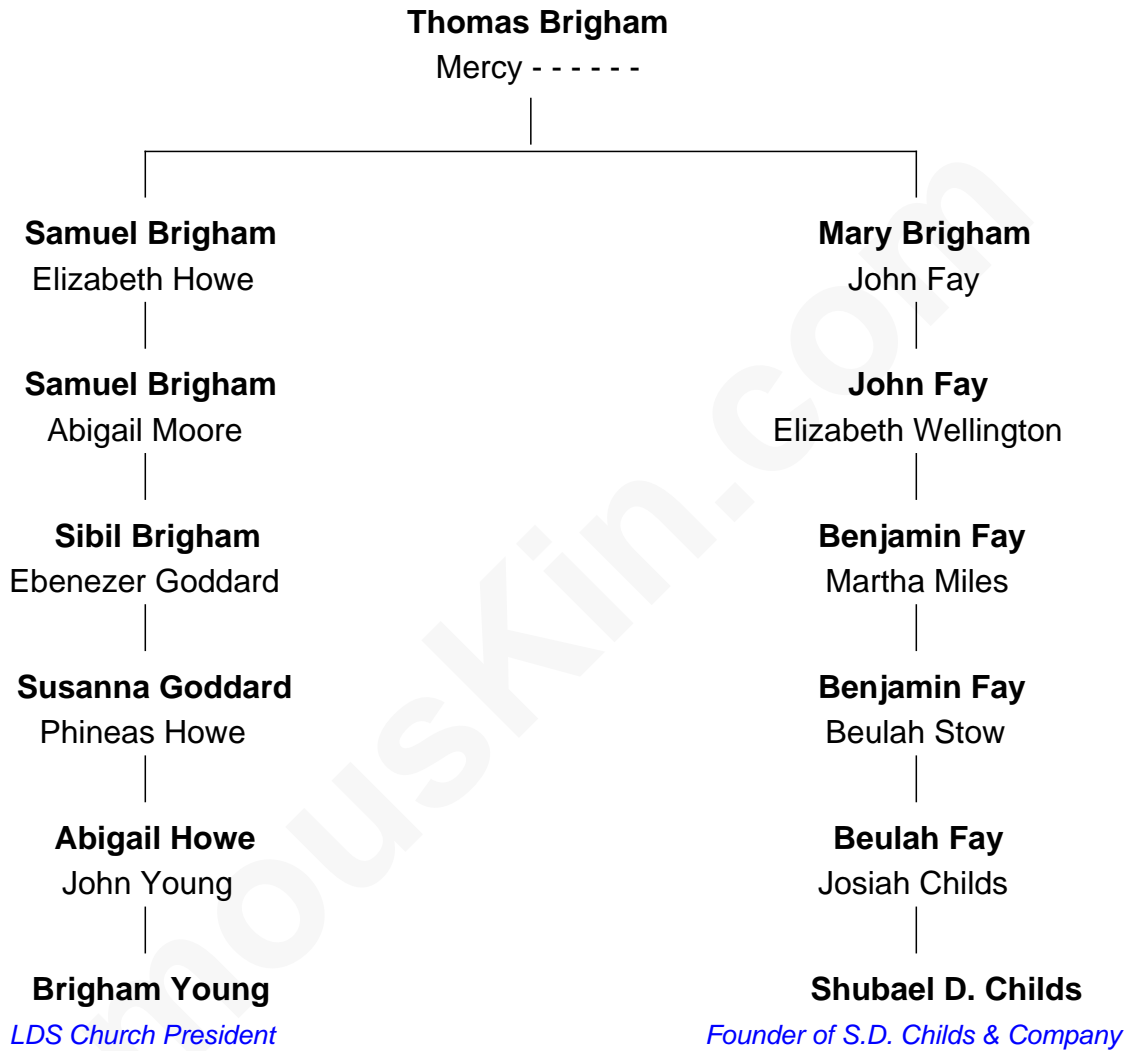 Thomas Brigham
Mercy - - - - - -
Samuel Brigham
Elizabeth Howe
Mary Brigham
John Fay
Samuel Brigham
Abigail Moore
John Fay
Elizabeth Wellington
Sibil Brigham
Ebenezer Goddard
Benjamin Fay
Martha Miles
Susanna Goddard
Phineas Howe
Benjamin Fay
Beulah Stow
Abigail Howe
John Young
Beulah Fay
Josiah Childs
Brigham Young
LDS Church President
Shubael D. Childs
Founder of S.D. Childs & Company
mouskin.com